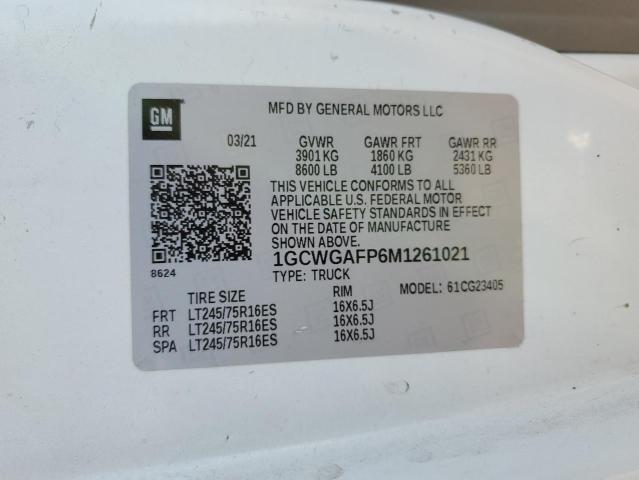 GM
MFD BY GENERAL MOTORS LLC
03/21 GVWR GAWR FRT GAWR RR
3901 KG 1860 KG 2431 KG
8600 LB 4100 LB 5360 LB
THIS VEHICLE CONFORMS TO ALL
APPLICABLE U.S. FEDERAL MOTOR
VEHICLE SAFETY STANDARDS IN EFFECT
ON THE DATE OF MANUFACTURE
SHOWN ABOVE.
8624
1GCWGAFP6M1261021
TYPE: TRUCK MODEL: 61CG23405
TIRE SIZE RIM
FRT LT245/75R16ES 16X6.5J
RR LT245/75R16ES 16X6.5J
SPA LT245/75R16ES 16X6.5J